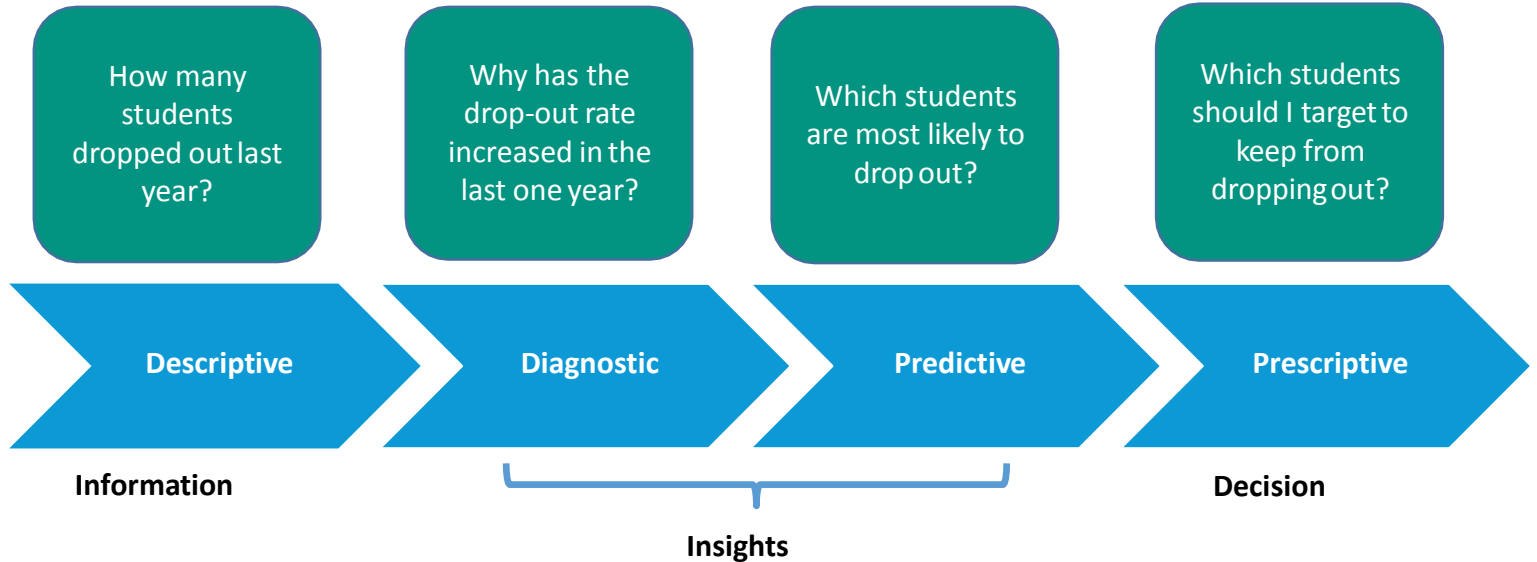 How many
students
dropped out last
year?
Why has the
drop-out rate
increased in the
last one year?
Which students
are most likely to
drop out?
Which students
should I target to
keep from
dropping out?
Descriptive
Diagnostic
Predictive
Prescriptive
Information
Decision
Insights